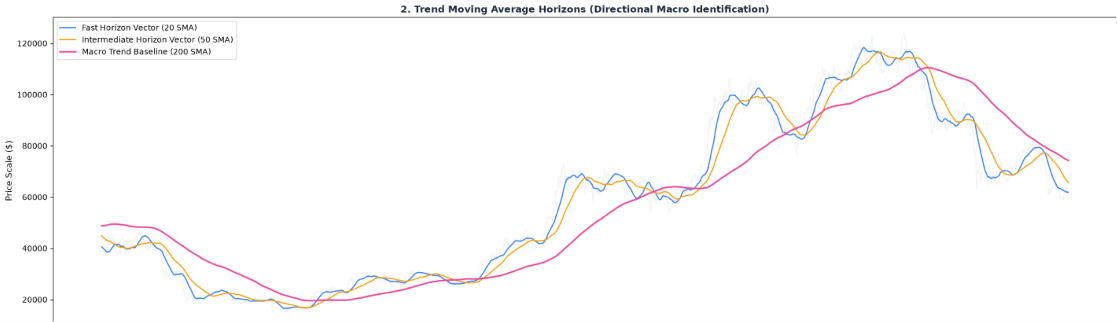 2. Trend Moving Average Horizons (Directional Macro Identification)
Fast Horizon Vector (20 SMA)
Intermediate Horizon Vector (50 SMA)
Macro Trend Baseline (200 SMA)
Price Scale ($)
120000
100000
80000
60000
40000
20000